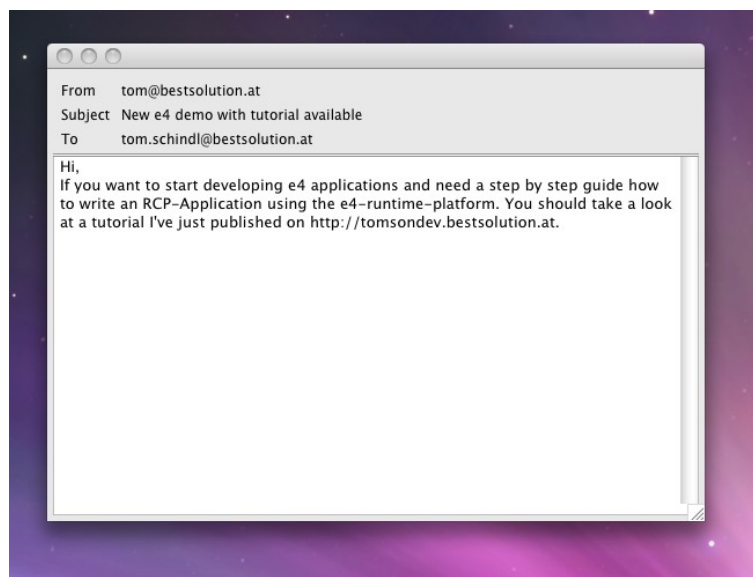 From tom@bestsolution.at
Subject New e4 demo with tutorial available
To tom.schindl@bestsolution.at
Hi,
If you want to start developing e4 applications and need a step by step guide how
to write an RCP-Application using the e4-runtime-platform. You should take a look
at a tutorial I've just published on http://tomsondev.bestsolution.at.